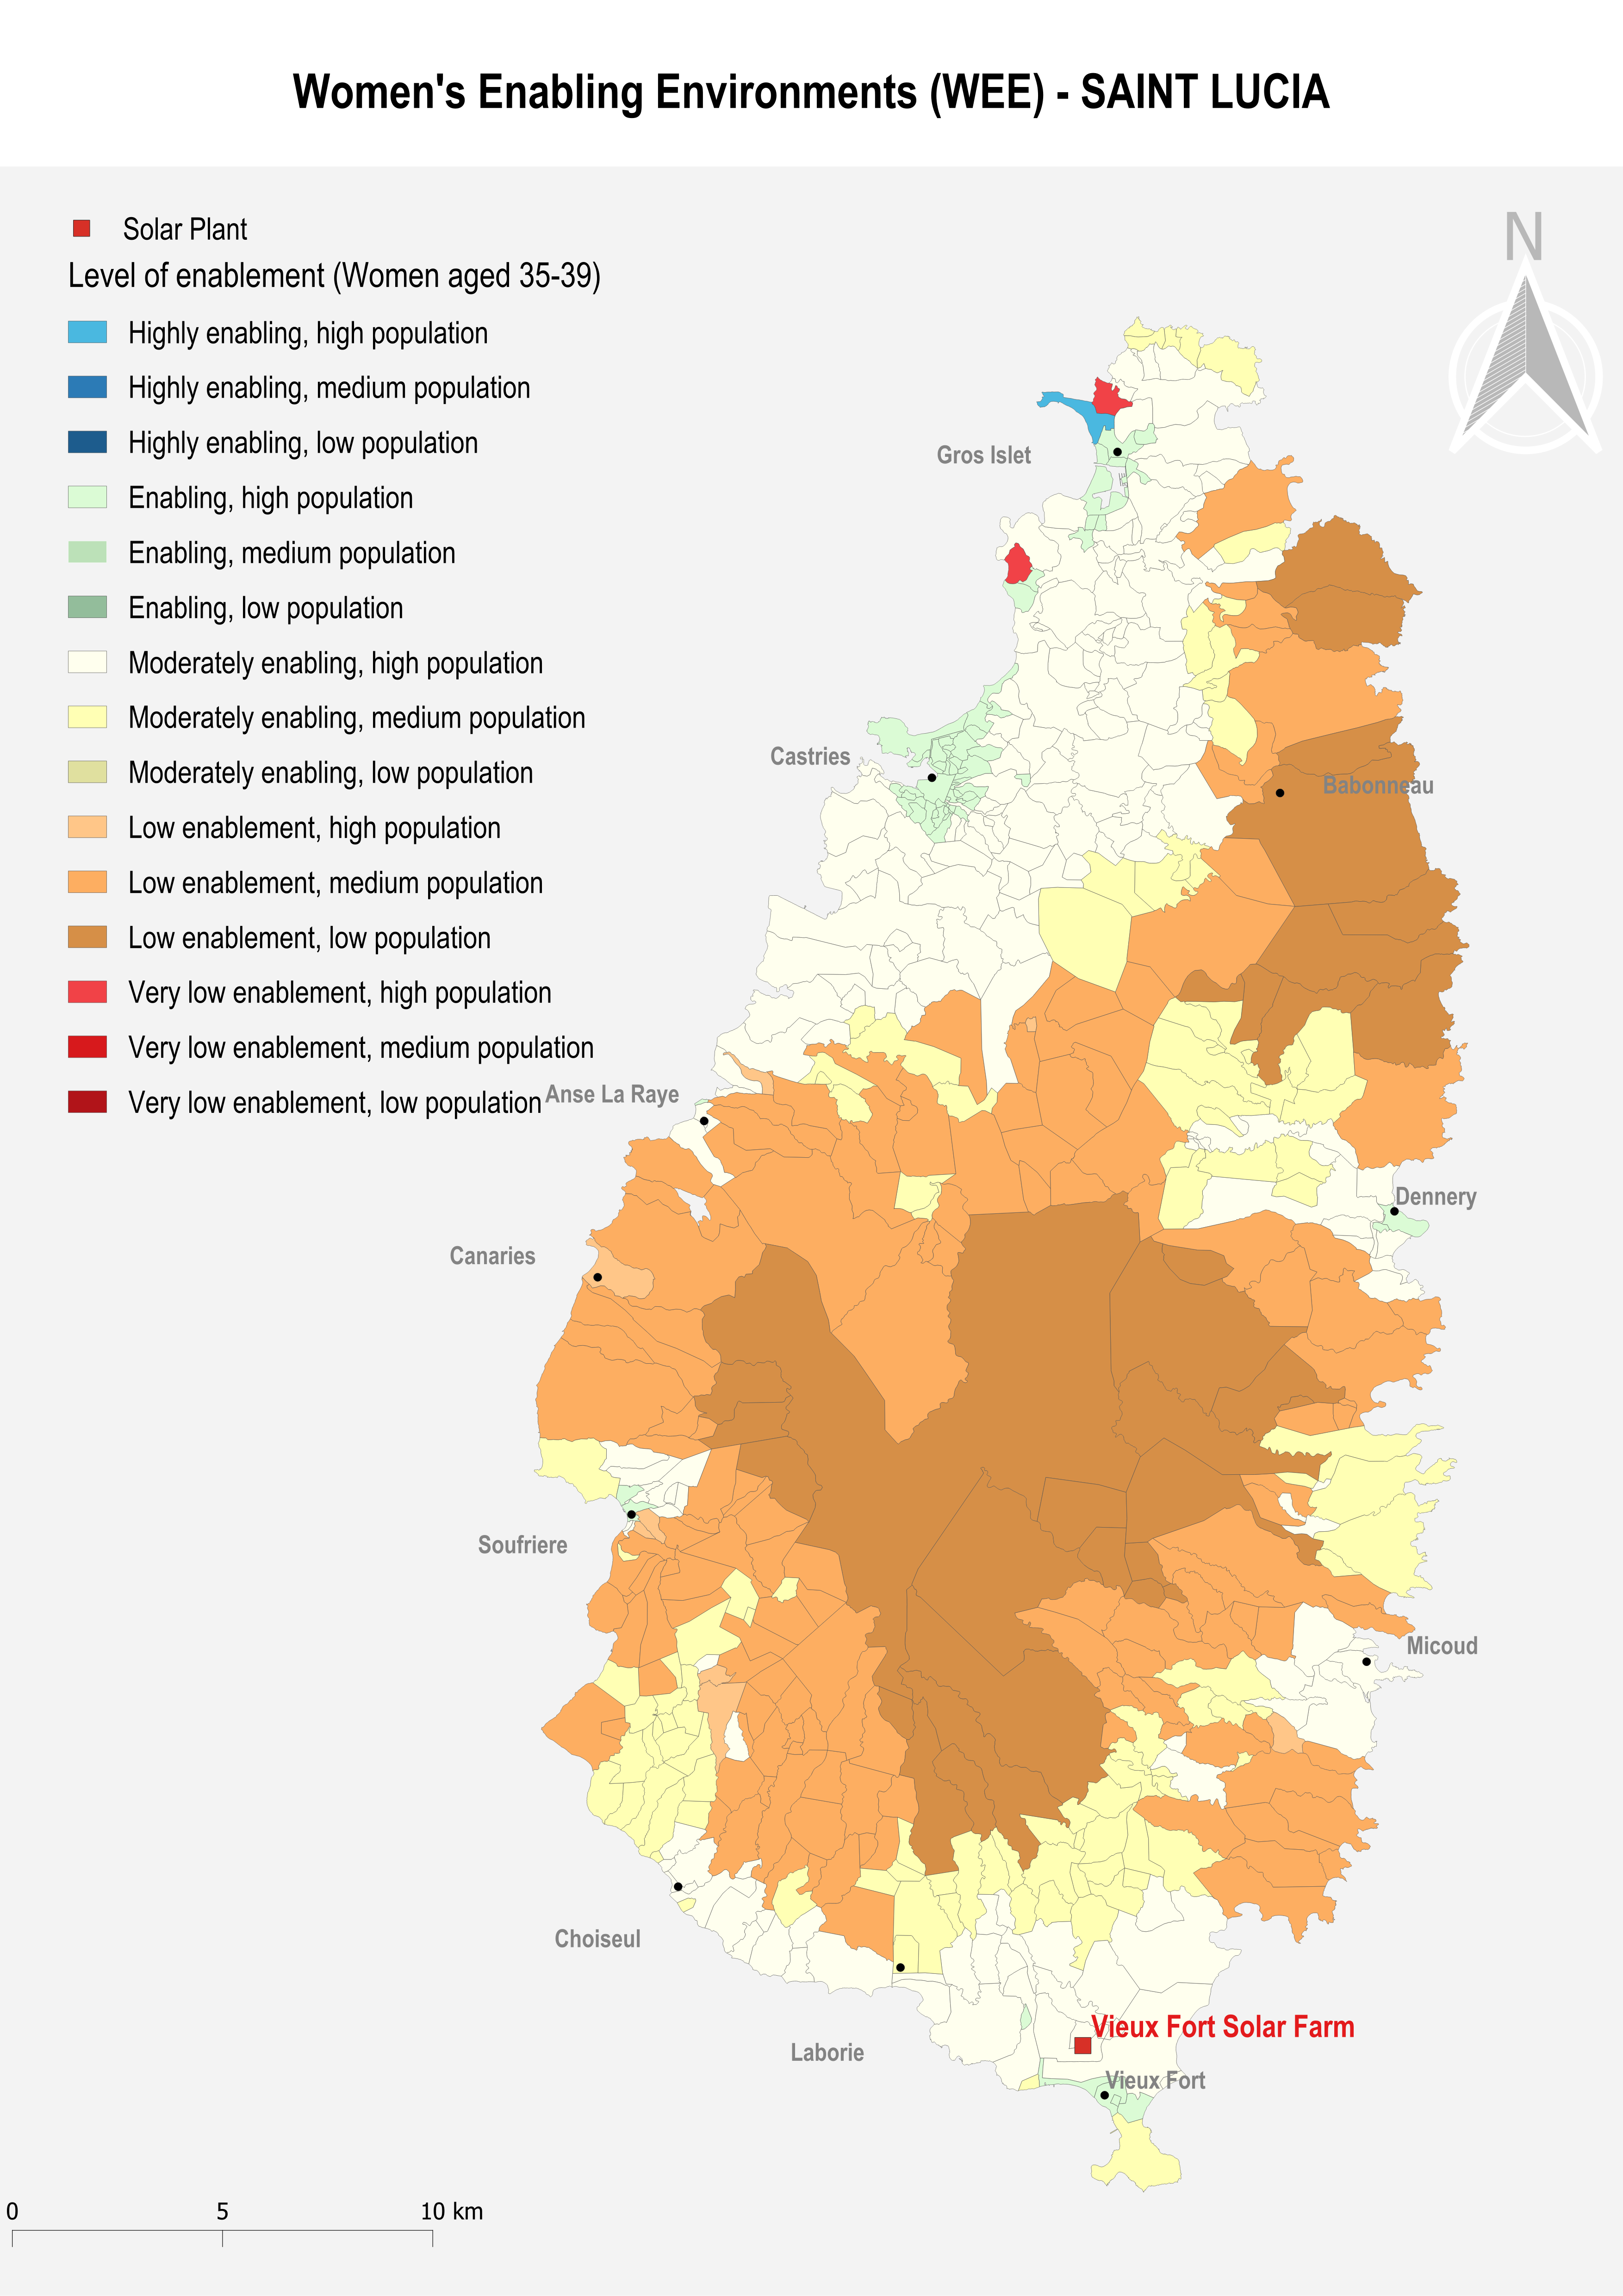 Women's Enabling Environments (WEE) - SAINT LUCIA
Solar Plant
Level of enablement (Women aged 35-39)
Highly enabling, high population
Highly enabling, medium population
Highly enabling, low population
Enabling, high population
Enabling, medium population
Enabling, low population
Moderately enabling, high population
Moderately enabling, medium population
Moderately enabling, low population
Low enablement, high population
Low enablement, medium population
Low enablement, low population
Very low enablement, high population
Very low enablement, medium population
Very low enablement, low population
N
Gros Islet
Castries
Babonneau
Anse La Raye
Dennery
Canaries
Soufriere
Micoud
Choiseul
Laborie
Vieux Fort Solar Farm
Vieux Fort
0 5 10 km